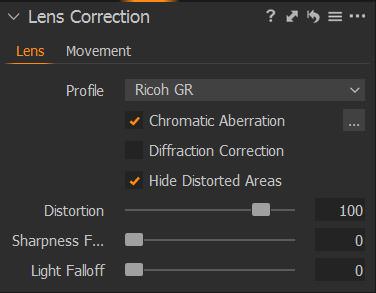 Lens Correction ?
Lens Movement
Profile Ricoh GR
Chromatic Aberration ...
Diffraction Correction
Hide Distorted Areas
Distortion 100
Sharpness F... 0
Light Falloff 0